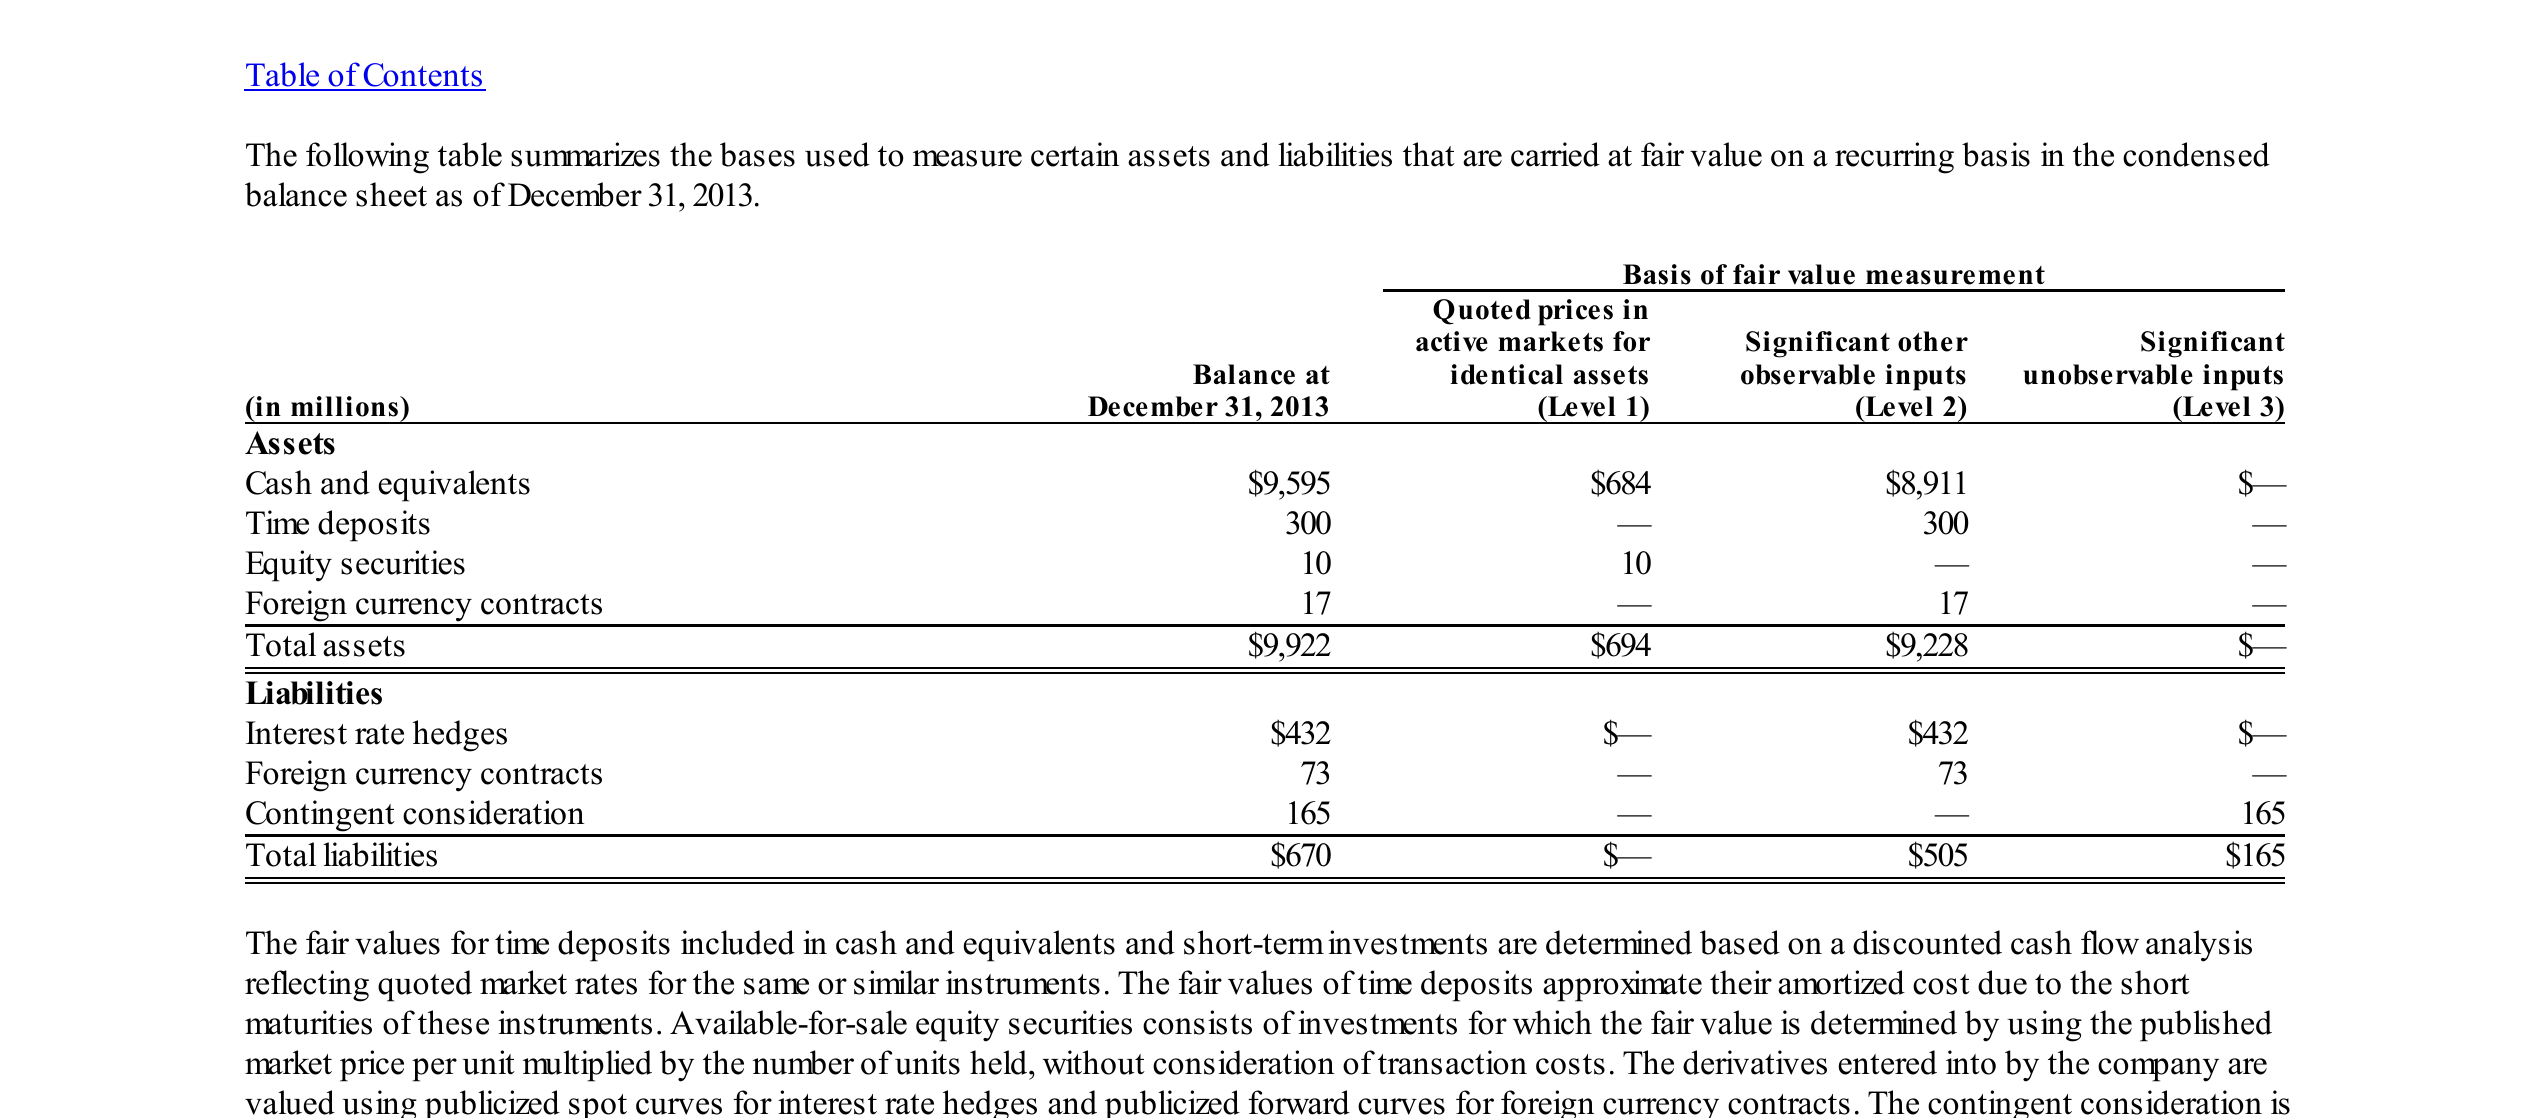 Table of Contents
The following table summarizes the bases used to measure certain assets and liabilities that are carried at fair value on a recurring basis in the condensed
balance sheet as of December 31, 2013.
Basis of fair value measurement
Quoted prices in
active markets for Significant other Significant
Balance at identical assets observable inputs unobservable inputs
(in millions) December 31, 2013 (Level 1) (Level 2) (Level 3)
Assets
Cash and equivalents $9,595 $684 $8,911 $—
Time deposits 300 — 300 —
Equity securities 10 10 — —
Foreign currency contracts 17 — 17 —
Total assets $9,922 $694 $9,228 $—
Liabilities
Interest rate hedges $432 $— $432 $—
Foreign currency contracts 73 — 73 —
Contingent consideration 165 — — 165
Total liabilities $670 $— $505 $165
The fair values for time deposits included in cash and equivalents and short-term investments are determined based on a discounted cash flow analysis
reflecting quoted market rates for the same or similar instruments. The fair values of time deposits approximate their amortized cost due to the short
maturities of these instruments. Available-for-sale equity securities consists of investments for which the fair value is determined by using the published
market price per unit multiplied by the number of units held, without consideration of transaction costs. The derivatives entered into by the company are
valued using publicized spot curves for interest rate hedges and publicized forward curves for foreign currency contracts. The contingent consideration is